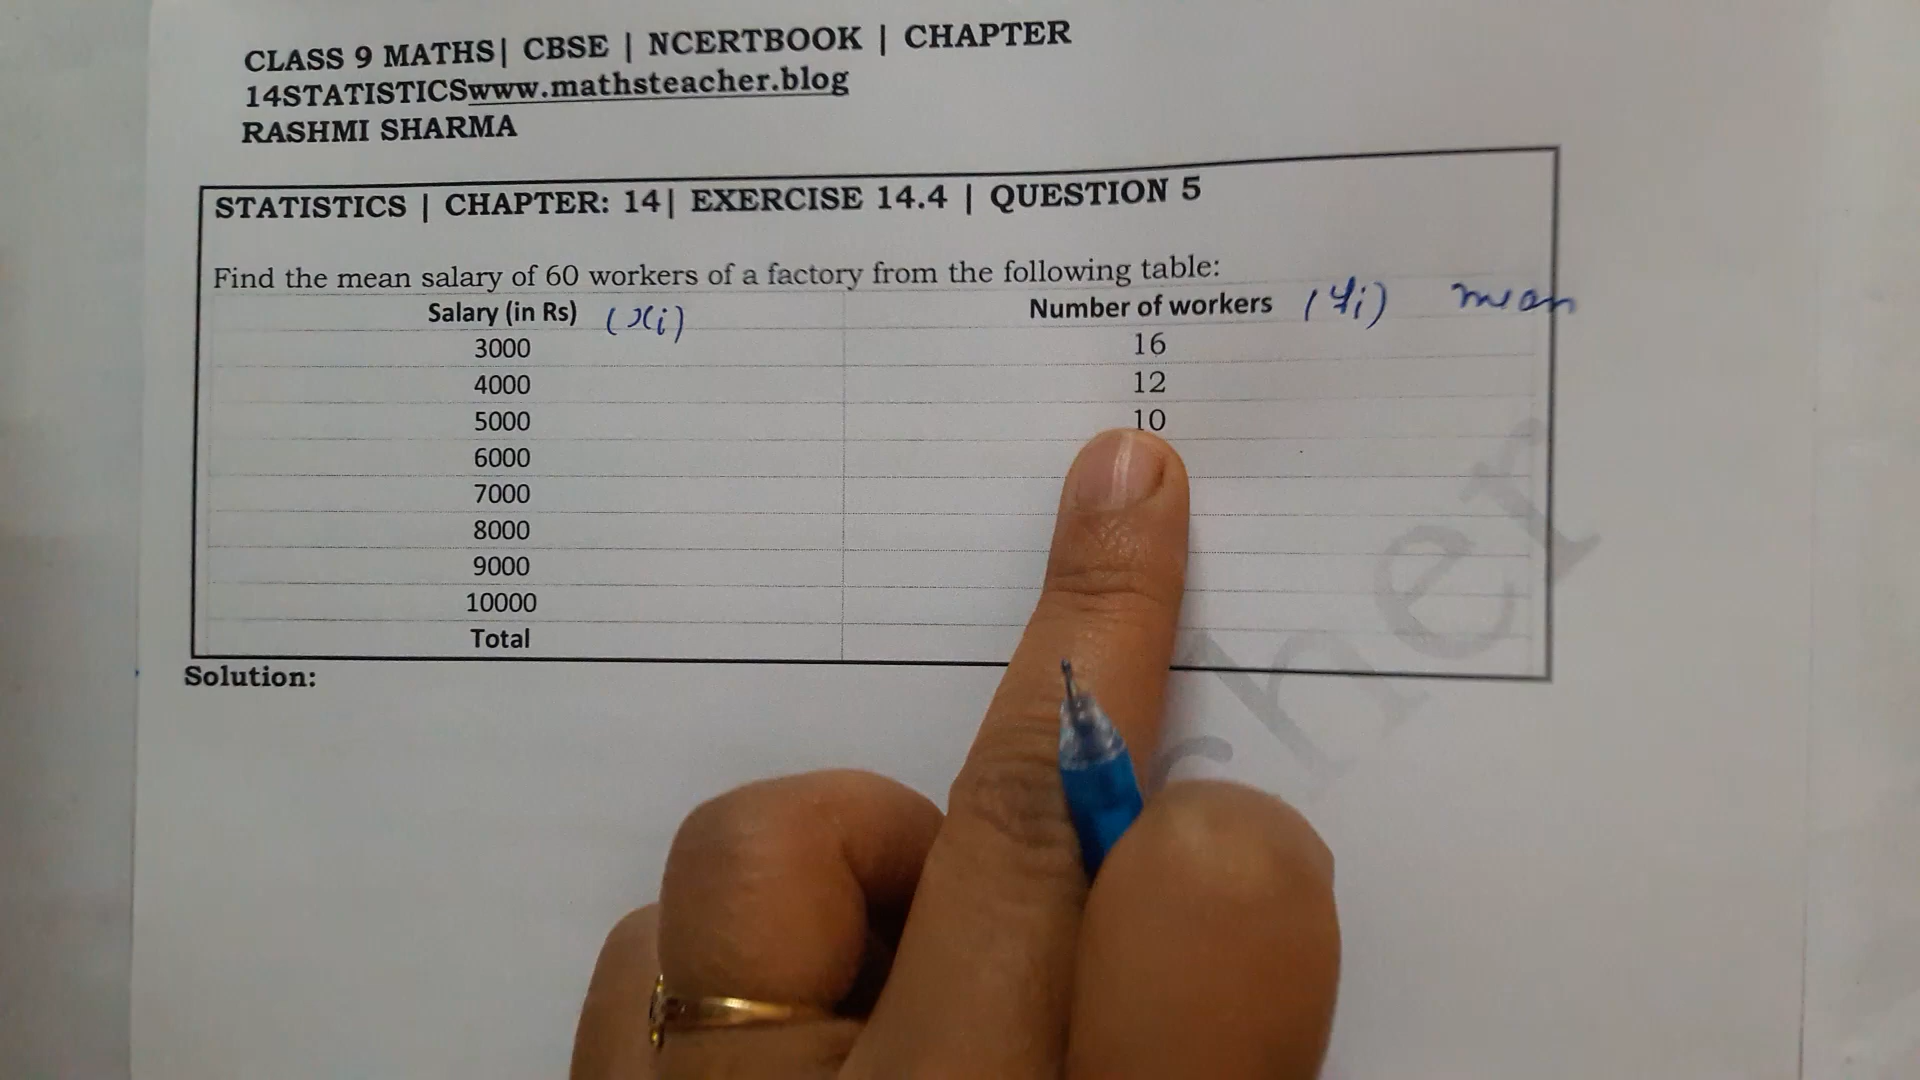 CLASS 9 MATHS| CBSE | NCERTBOOK | CHAPTER
14STATISTICSwww.mathsteacher.blog
RASHMI SHARMA
STATISTICS | CHAPTER: 14| EXERCISE 14.4 | QUESTION 5
Find the mean salary of 60 workers of a factory from the following table:
Salary (in Rs) (xi) Number of workers (fi) mean
3000 16
4000 12
5000 10
6000
7000
8000
9000
10000
Total
Solution: